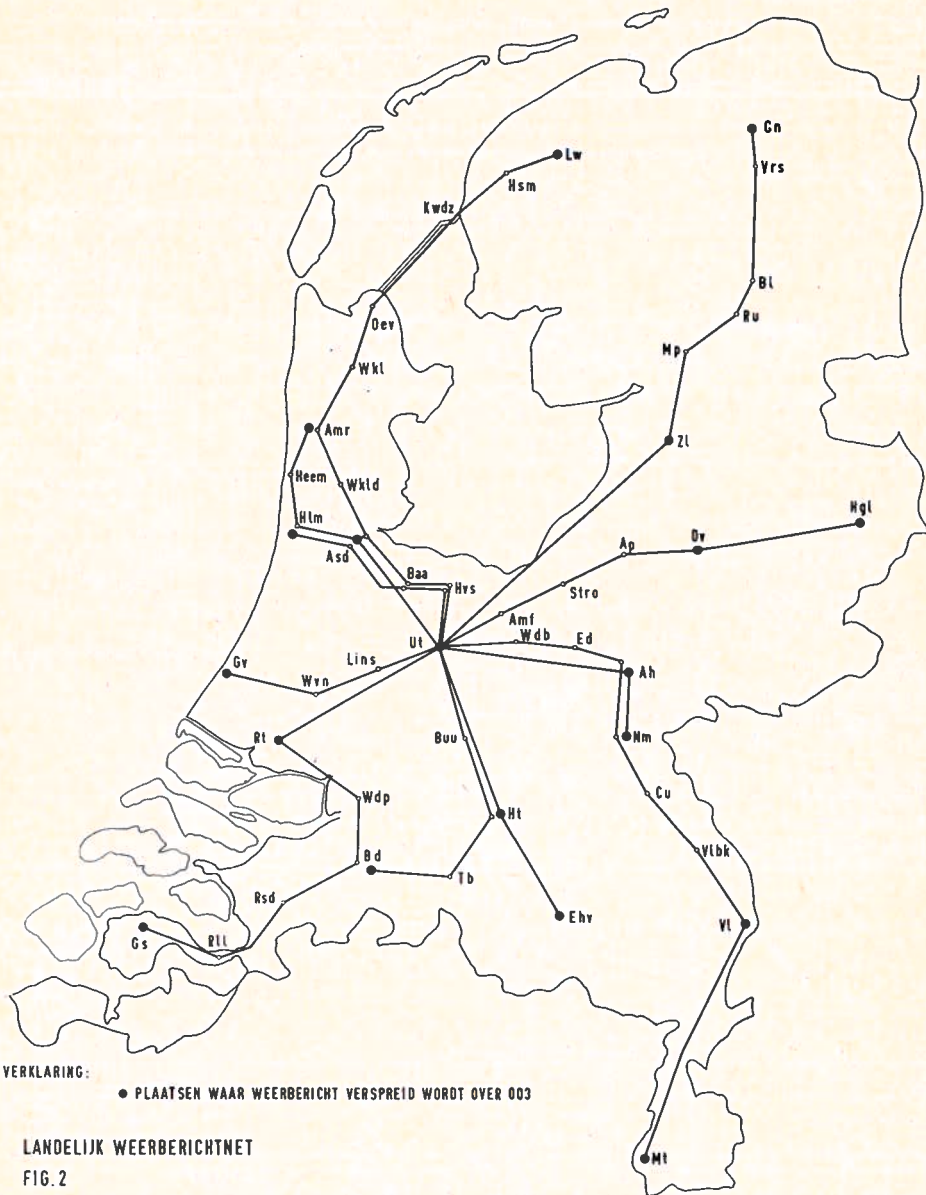 Gn
Lw
Vrs
Hsm
Kwdz
Bl
Oev
Ru
Mp
Wkl
Amr
Zl
Heem
Wkld
Hlm
Hgl
Asd
Ap
Dv
Baa
Hvs
Stro
Amf
Wdb
Ed
Ut
Lins
Gv
Wvn
Ah
Rt
Buu
Nm
Wdp
Cu
Ht
Vlbk
Bd
Tb
Rsd
Ehv
Vl
Gs
Rll
VERKLARING:
PLAATSEN WAAR WEERBERICHT VERSPREID WORDT OVER 003
LANDELIJK WEERBERICHTNET
FIG. 2
Mt